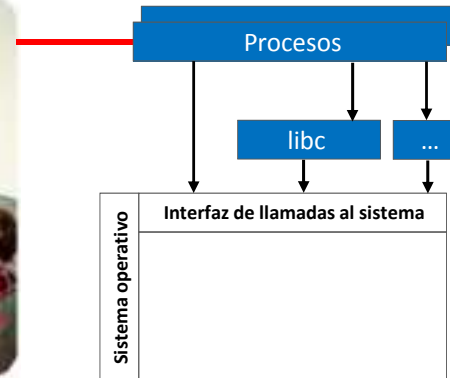 Procesos
libc
...
Interfaz de llamadas al sistema
Sistema operativo